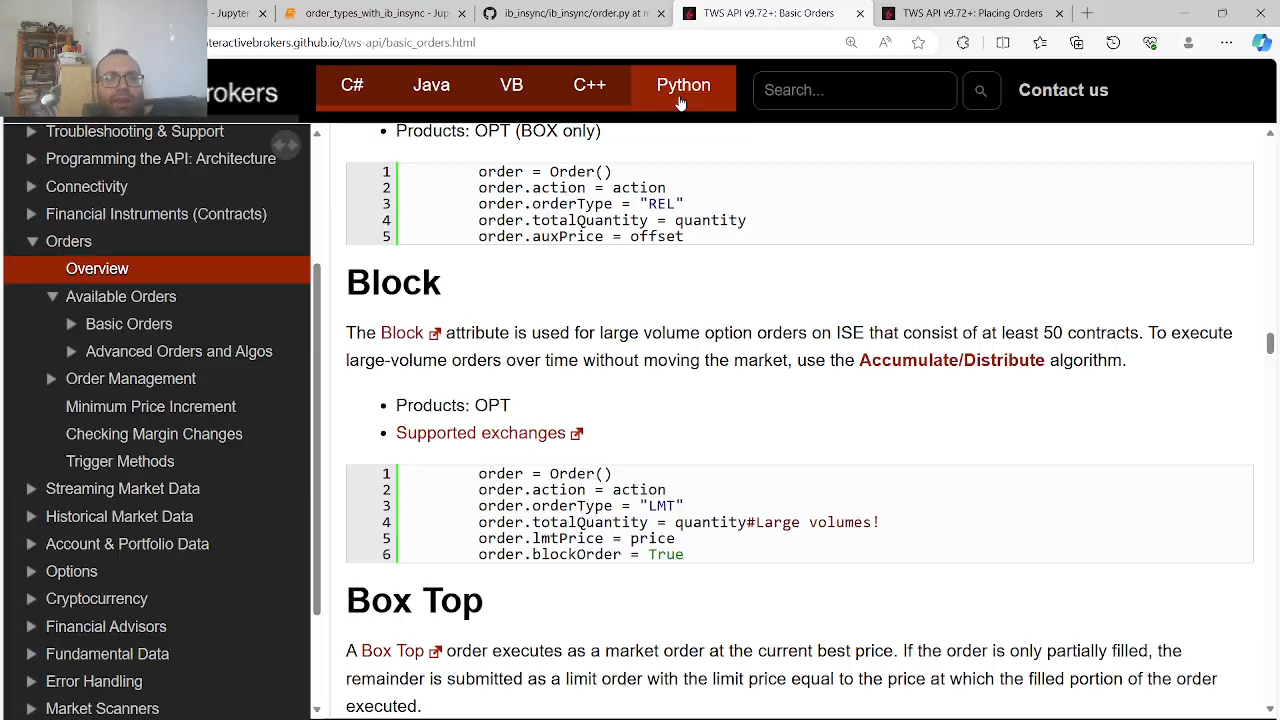 - Jupyter
order_types_with_ib_insync - Jup
ib_insync/ib_insync/order.py at m
TWS API v9.72+: Basic Orders
TWS API v9.72+: Placing Orders
nteractivebrokers.github.io/tws-api/basic_orders.html
rokers
C#
Java
VB
C++
Python
Search...
Contact us
Troubleshooting & Support
Programming the API: Architecture
Connectivity
Financial Instruments (Contracts)
Orders
Overview
Available Orders
Basic Orders
Advanced Orders and Algos
Order Management
Minimum Price Increment
Checking Margin Changes
Trigger Methods
Streaming Market Data
Historical Market Data
Account & Portfolio Data
Options
Cryptocurrency
Financial Advisors
Fundamental Data
Error Handling
Market Scanners
• Products: OPT (BOX only)
1 order = Order()
2 order.action = action
3 order.orderType = "REL"
4 order.totalQuantity = quantity
5 order.auxPrice = offset
Block
The Block attribute is used for large volume option orders on ISE that consist of at least 50 contracts. To execute
large-volume orders over time without moving the market, use the Accumulate/Distribute algorithm.
• Products: OPT
• Supported exchanges
1 order = Order()
2 order.action = action
3 order.orderType = "LMT"
4 order.totalQuantity = quantity#Large volumes!
5 order.lmtPrice = price
6 order.blockOrder = True
Box Top
A Box Top order executes as a market order at the current best price. If the order is only partially filled, the
remainder is submitted as a limit order with the limit price equal to the price at which the filled portion of the order
executed.